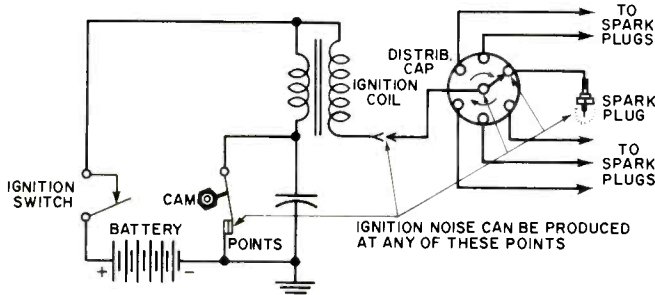 TO
SPARK
PLUGS
DISTRIB.
CAP
IGNITION
COIL
SPARK
PLUG
TO
SPARK
PLUGS
IGNITION
SWITCH
CAM
BATTERY
POINTS
+ −
IGNITION NOISE CAN BE PRODUCED
AT ANY OF THESE POINTS